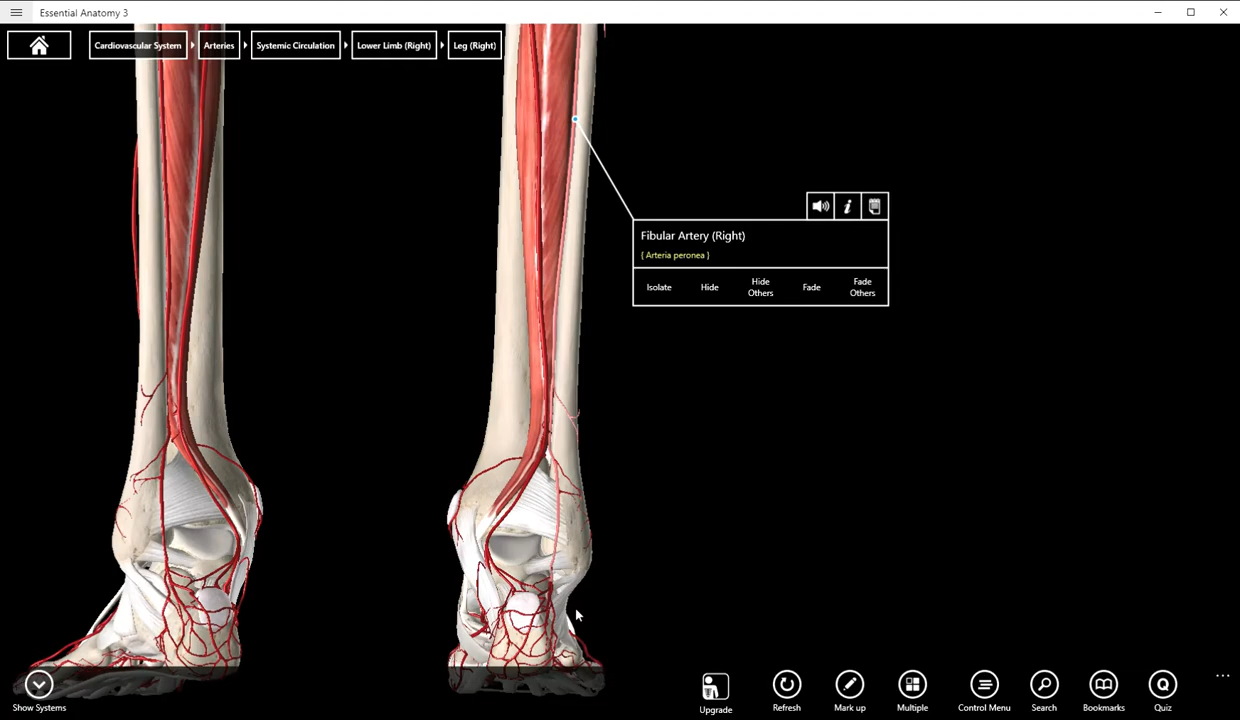 Essential Anatomy 3
Cardiovascular System Arteries Systemic Circulation Lower Limb (Right) Leg (Right)
Fibular Artery (Right)
{ Arteria peronea }
Isolate Hide Hide Others Fade Fade Others
Show Systems Upgrade Refresh Mark up Multiple Control Menu Search Bookmarks Q Quiz